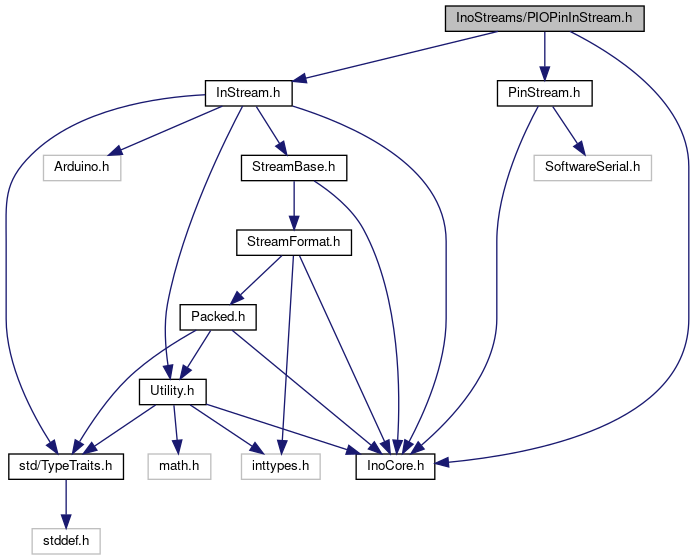 InoStreams/PIOPinInStream.h
InStream.h
PinStream.h
Arduino.h
StreamBase.h
SoftwareSerial.h
StreamFormat.h
Packed.h
Utility.h
std/TypeTraits.h
math.h
inttypes.h
InoCore.h
stddef.h